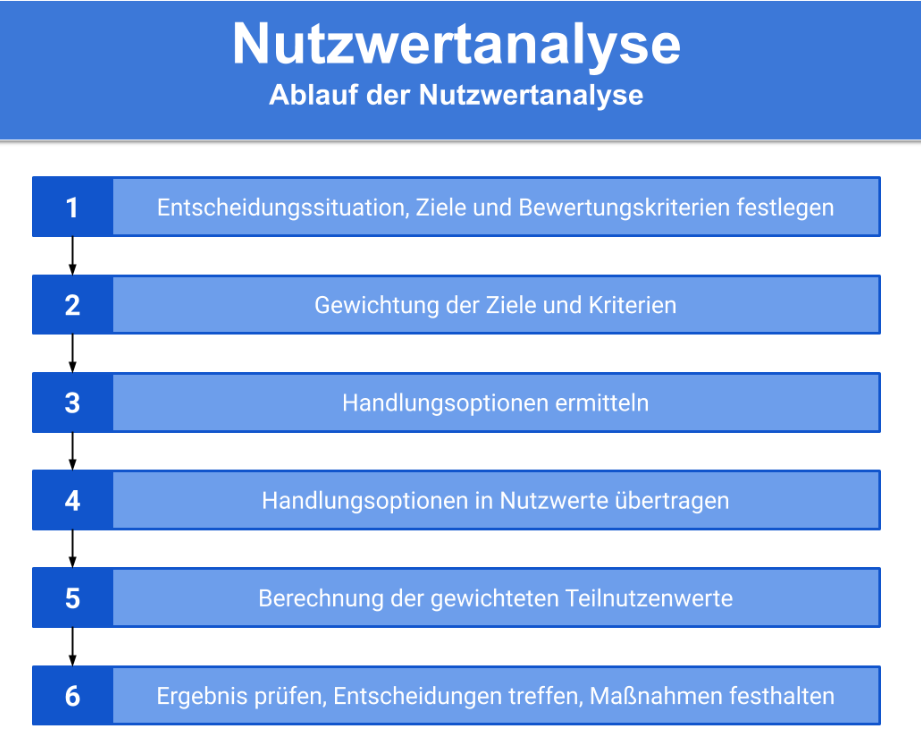 Nutzwertanalyse
Ablauf der Nutzwertanalyse
1 Entscheidungssituation, Ziele und Bewertungskriterien festlegen
2 Gewichtung der Ziele und Kriterien
3 Handlungsoptionen ermitteln
4 Handlungsoptionen in Nutzwerte übertragen
5 Berechnung der gewichteten Teilnutzenwerte
6 Ergebnis prüfen, Entscheidungen treffen, Maßnahmen festhalten